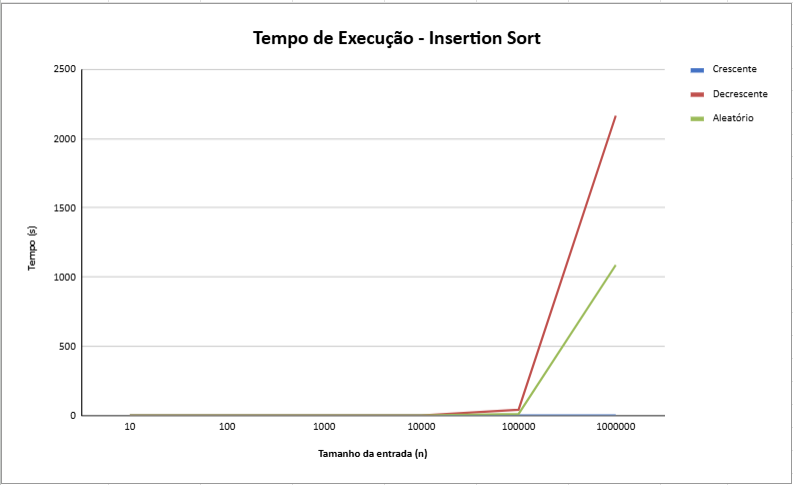 Tempo de Execução - Insertion Sort
2500
2000
1500
1000
500
0
Tempo (s)
10
100
1000
10000
100000
1000000
Tamanho da entrada (n)
Crescente
Decrescente
Aleatório